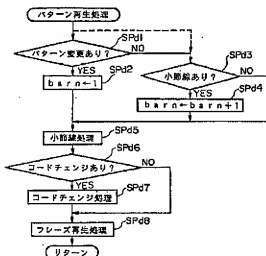 パターン再生処理
SPd1
パターン変更あり？
NO
SPd3
YES
SPd2
小節線あり？
NO
barn←1
YES
SPd4
barn←barn+1
SPd5
小節線処理
SPd6
コードチェンジあり？
NO
YES
SPd7
コードチェンジ処理
SPd8
フレーズ再生処理
リターン